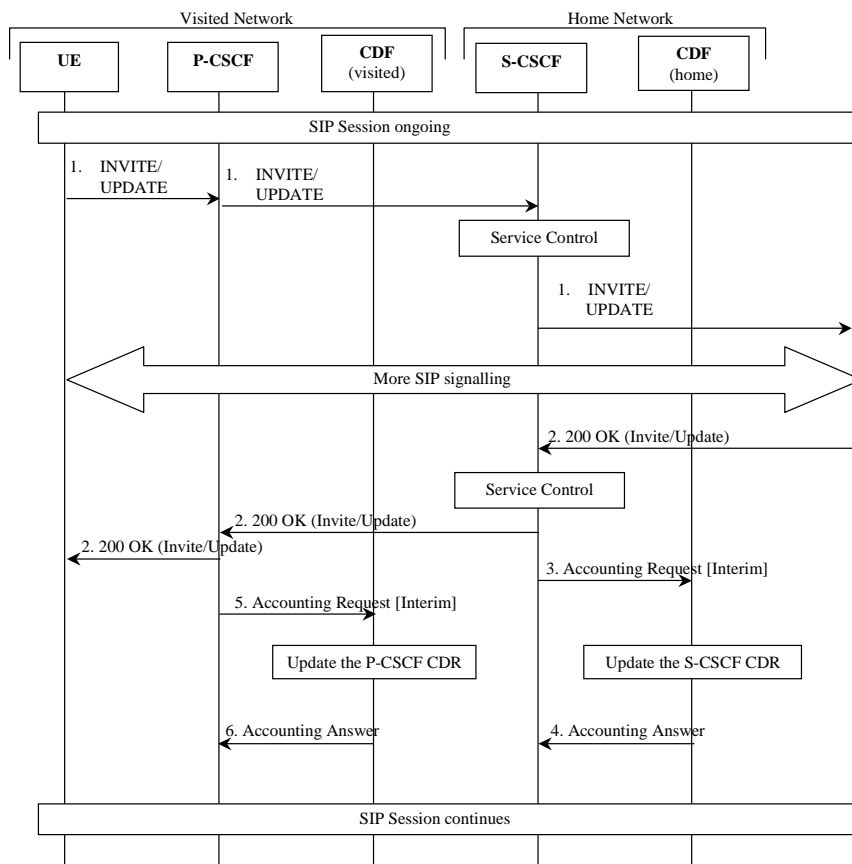 Visited Network
Home Network
UE
P-CSCF
CDF
(visited)
S-CSCF
CDF
(home)
SIP Session ongoing
1. INVITE/
UPDATE
1. INVITE/
UPDATE
Service Control
1. INVITE/
UPDATE
More SIP signalling
2. 200 OK (Invite/Update)
Service Control
2. 200 OK (Invite/Update)
2. 200 OK (Invite/Update)
3. Accounting Request [Interim]
5. Accounting Request [Interim]
Update the P-CSCF CDR
Update the S-CSCF CDR
6. Accounting Answer
4. Accounting Answer
SIP Session continues